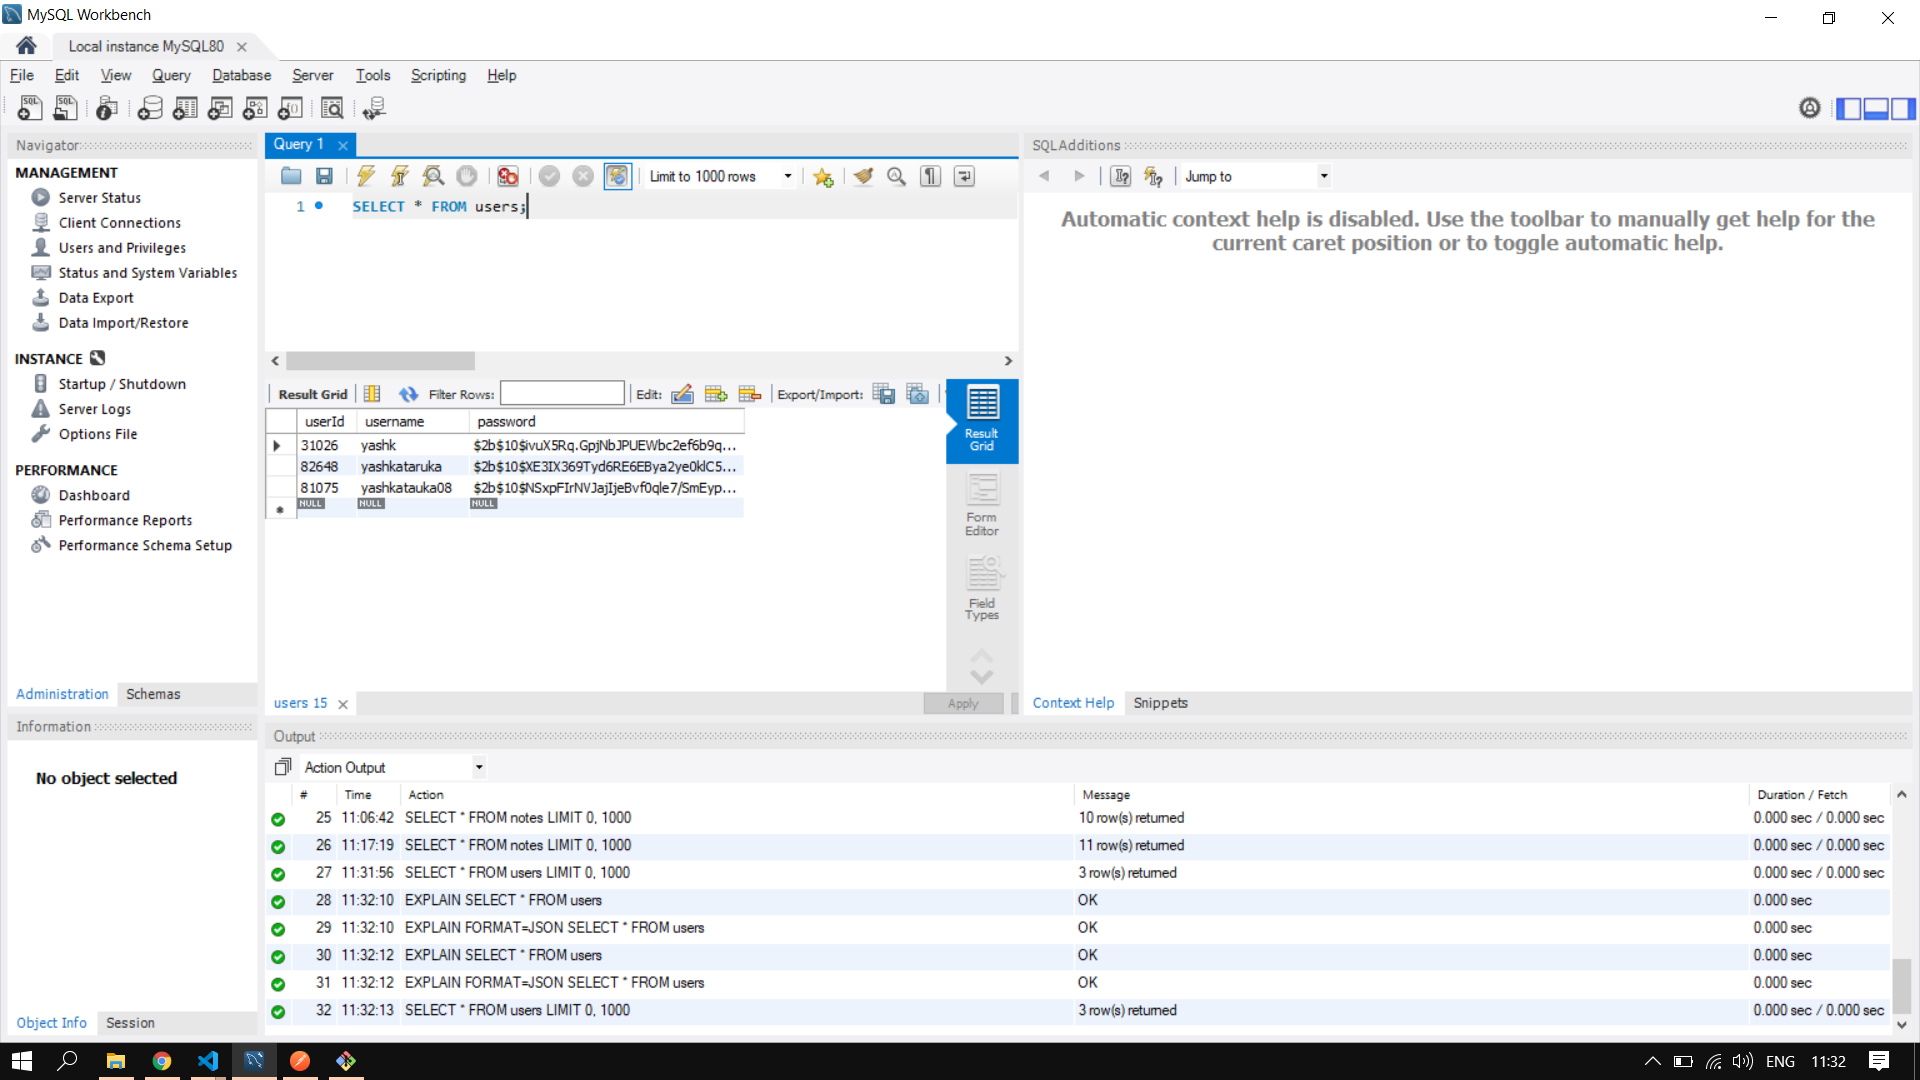 MySQL Workbench
Local instance MySQL80
File Edit View Query Database Server Tools Scripting Help
Navigator
MANAGEMENT
Server Status
Client Connections
Users and Privileges
Status and System Variables
Data Export
Data Import/Restore
INSTANCE
Startup / Shutdown
Server Logs
Options File
PERFORMANCE
Dashboard
Performance Reports
Performance Schema Setup
Administration Schemas
Information
No object selected
Object Info Session
Query 1
Limit to 1000 rows
1 SELECT * FROM users;
Result Grid Filter Rows: Edit: Export/Import:
userId username password
31026 yashk $2b$10$ivuX5Rq.GpjNbJPUEWbc2ef6b9q...
82648 yashkataruka $2b$10$XE3IX369Tyd6RE6EBya2ye0klC5...
81075 yashkatauka08 $2b$10$NSxpFIrNVJajIjeBvf0qle7/SmEyp...
NULL NULL NULL
Result Grid
Form Editor
Field Types
users 15
Apply
SQLAdditions
Jump to
Automatic context help is disabled. Use the toolbar to manually get help for the
current caret position or to toggle automatic help.
Context Help Snippets
Output
Action Output
# Time Action Message Duration / Fetch
25 11:06:42 SELECT * FROM notes LIMIT 0, 1000 10 row(s) returned 0.000 sec / 0.000 sec
26 11:17:19 SELECT * FROM notes LIMIT 0, 1000 11 row(s) returned 0.000 sec / 0.000 sec
27 11:31:56 SELECT * FROM users LIMIT 0, 1000 3 row(s) returned 0.000 sec / 0.000 sec
28 11:32:10 EXPLAIN SELECT * FROM users OK 0.000 sec
29 11:32:10 EXPLAIN FORMAT=JSON SELECT * FROM users OK 0.000 sec
30 11:32:12 EXPLAIN SELECT * FROM users OK 0.000 sec
31 11:32:12 EXPLAIN FORMAT=JSON SELECT * FROM users OK 0.000 sec
32 11:32:13 SELECT * FROM users LIMIT 0, 1000 3 row(s) returned 0.000 sec / 0.000 sec
ENG 11:32